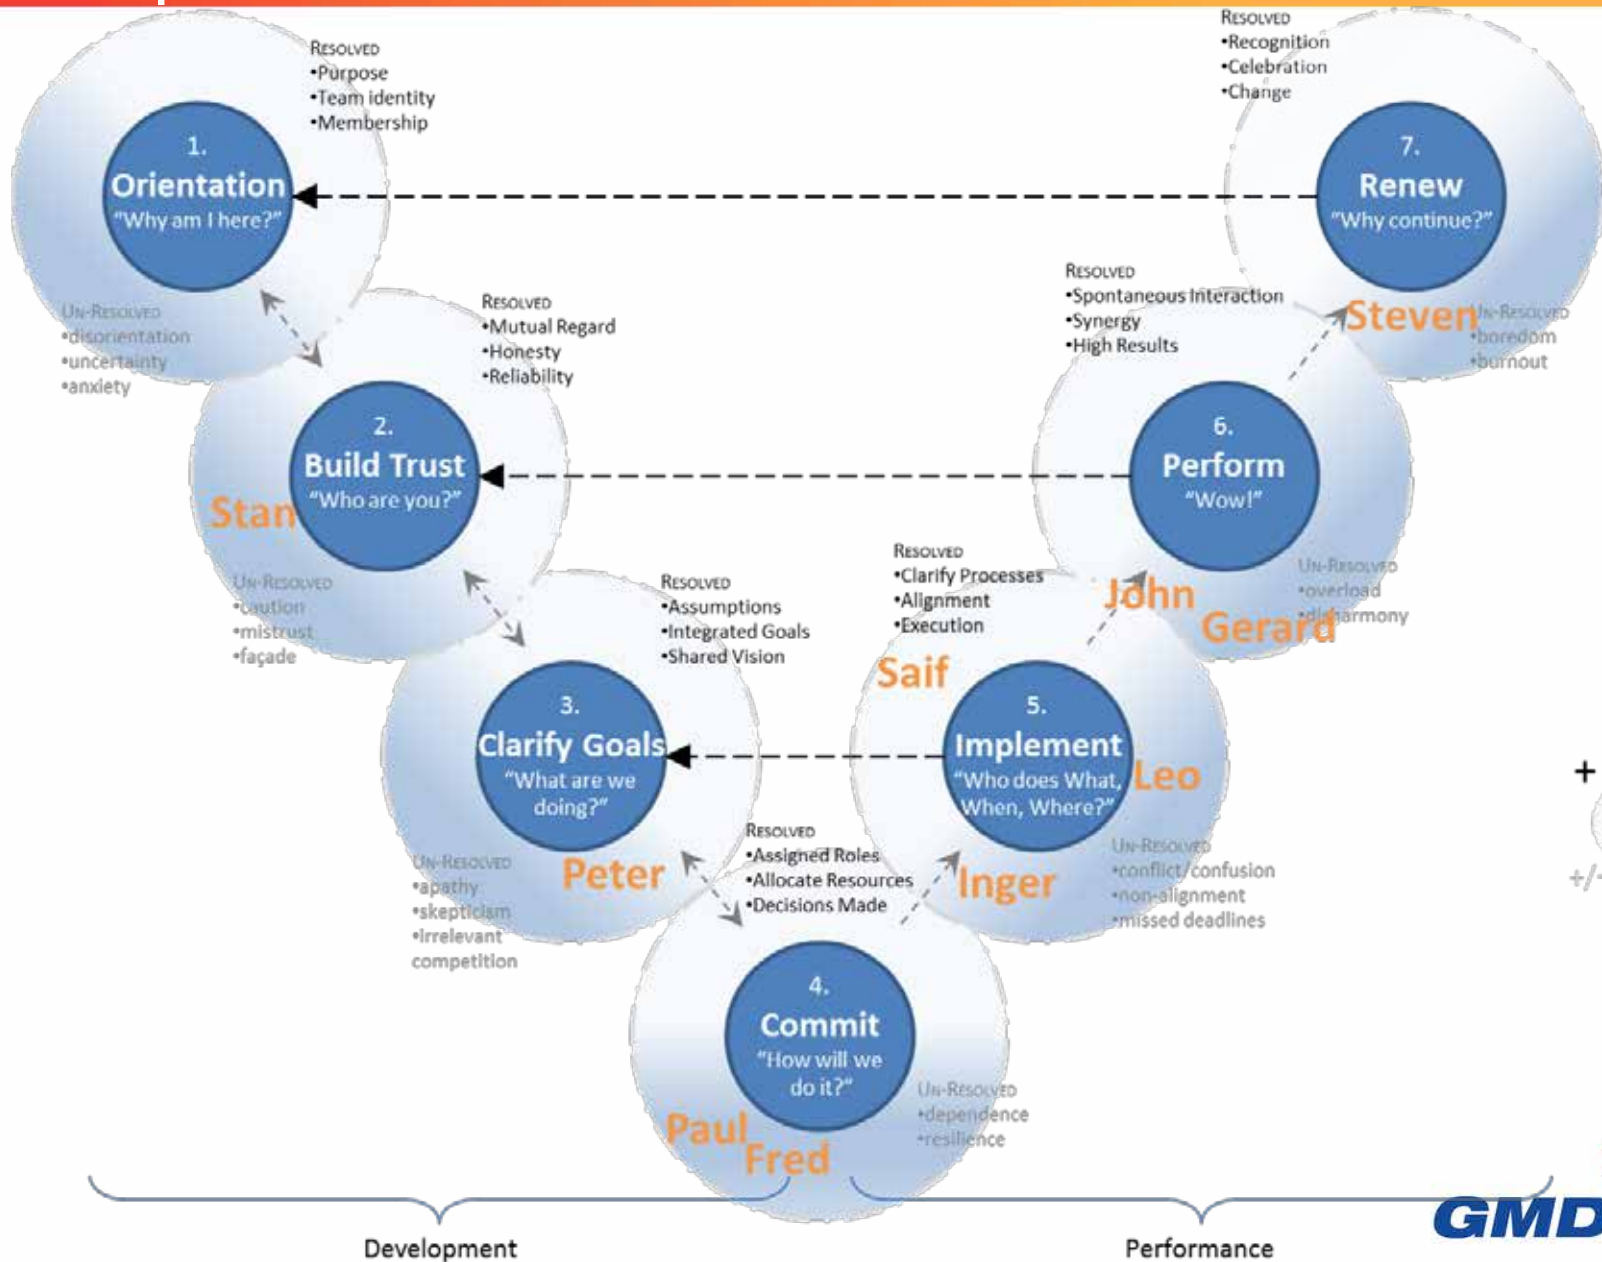 RESOLVED
•Purpose
•Team identity
•Membership
1.
Orientation
"Why am I here?"
UN-RESOLVED
•disorientation
•uncertainty
•anxiety
RESOLVED
•Mutual Regard
•Honesty
•Reliability
2.
Build Trust
"Who are you?"
Stan
UN-RESOLVED
•caution
•mistrust
•façade
RESOLVED
•Assumptions
•Integrated Goals
•Shared Vision
3.
Clarify Goals
"What are we
doing?"
Peter
UN-RESOLVED
•apathy
•skepticism
•irrelevant
competition
RESOLVED
•Assigned Roles
•Allocate Resources
•Decisions Made
4.
Commit
"How will we
do it?"
Paul
Fred
UN-RESOLVED
•dependence
•resilience
RESOLVED
•Clarify Processes
•Alignment
•Execution
Saif
5.
Implement
"Who does What,
When, Where?"
Leo
Inger
UN-RESOLVED
•conflict/confusion
•non-alignment
•missed deadlines
RESOLVED
•Spontaneous Interaction
•Synergy
•High Results
6.
Perform
"Wow!"
John
Gerard
UN-RESOLVED
•overload
•disharmony
RESOLVED
•Recognition
•Celebration
•Change
7.
Renew
"Why continue?"
Steven
UN-RESOLVED
•boredom
•burnout
+
+/-
Development
Performance
GMD